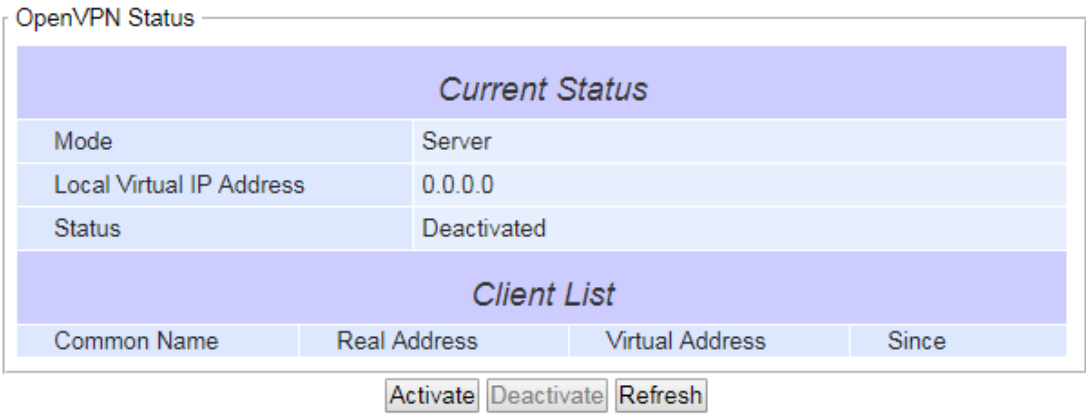 OpenVPN Status
Current Status
Mode Server
Local Virtual IP Address 0.0.0.0
Status Deactivated
Client List
Common Name Real Address Virtual Address Since
Activate Deactivate Refresh